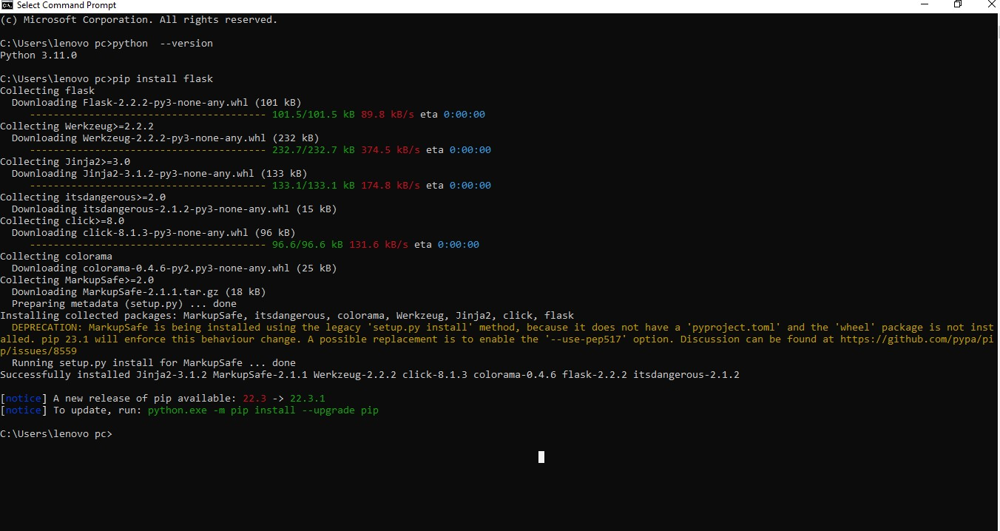 Select Command Prompt
(c) Microsoft Corporation. All rights reserved.
C:\Users\lenovo pc>python  --version
Python 3.11.0
C:\Users\lenovo pc>pip install flask
Collecting flask
  Downloading Flask-2.2.2-py3-none-any.whl (101 kB)
     ---------------------------------------- 101.5/101.5 kB 89.8 kB/s eta 0:00:00
Collecting Werkzeug>=2.2.2
  Downloading Werkzeug-2.2.2-py3-none-any.whl (232 kB)
     ---------------------------------------- 232.7/232.7 kB 374.5 kB/s eta 0:00:00
Collecting Jinja2>=3.0
  Downloading Jinja2-3.1.2-py3-none-any.whl (133 kB)
     ---------------------------------------- 133.1/133.1 kB 174.8 kB/s eta 0:00:00
Collecting itsdangerous>=2.0
  Downloading itsdangerous-2.1.2-py3-none-any.whl (15 kB)
Collecting click>=8.0
  Downloading click-8.1.3-py3-none-any.whl (96 kB)
     ---------------------------------------- 96.6/96.6 kB 131.6 kB/s eta 0:00:00
Collecting colorama
  Downloading colorama-0.4.6-py2.py3-none-any.whl (25 kB)
Collecting MarkupSafe>=2.0
  Downloading MarkupSafe-2.1.1.tar.gz (18 kB)
  Preparing metadata (setup.py) ... done
Installing collected packages: MarkupSafe, itsdangerous, colorama, Werkzeug, Jinja2, click, flask
  DEPRECATION: MarkupSafe is being installed using the legacy 'setup.py install' method, because it does not have a 'pyproject.toml' and the 'wheel' package is not inst
alled. pip 23.1 will enforce this behaviour change. A possible replacement is to enable the '--use-pep517' option. Discussion can be found at https://github.com/pypa/pi
p/issues/8559
  Running setup.py install for MarkupSafe ... done
Successfully installed Jinja2-3.1.2 MarkupSafe-2.1.1 Werkzeug-2.2.2 click-8.1.3 colorama-0.4.6 flask-2.2.2 itsdangerous-2.1.2
[notice] A new release of pip available: 22.3 -> 22.3.1
[notice] To update, run: python.exe -m pip install --upgrade pip
C:\Users\lenovo pc>